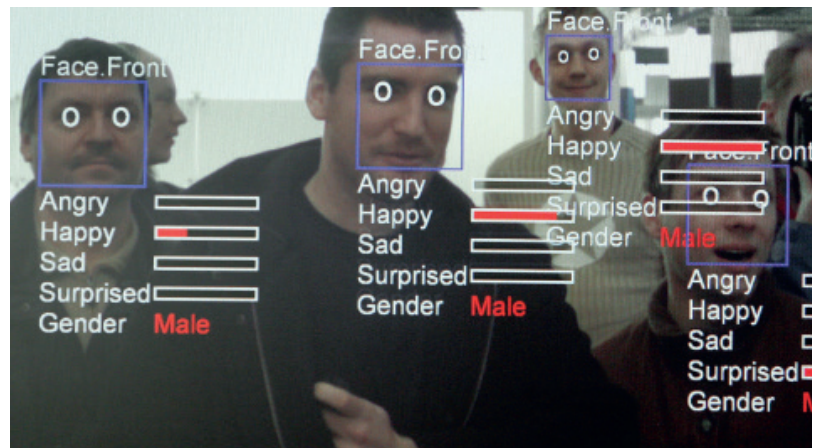 Face.Front
Angry
Happy
Sad
Surprised
Gender Male
Face.Front
Angry
Happy
Sad
Surprised
Gender Male
Face.Front
Angry
Happy
Sad
Surprised
Gender Male
Face.Front
Angry
Happy
Sad
Surprised
Gender